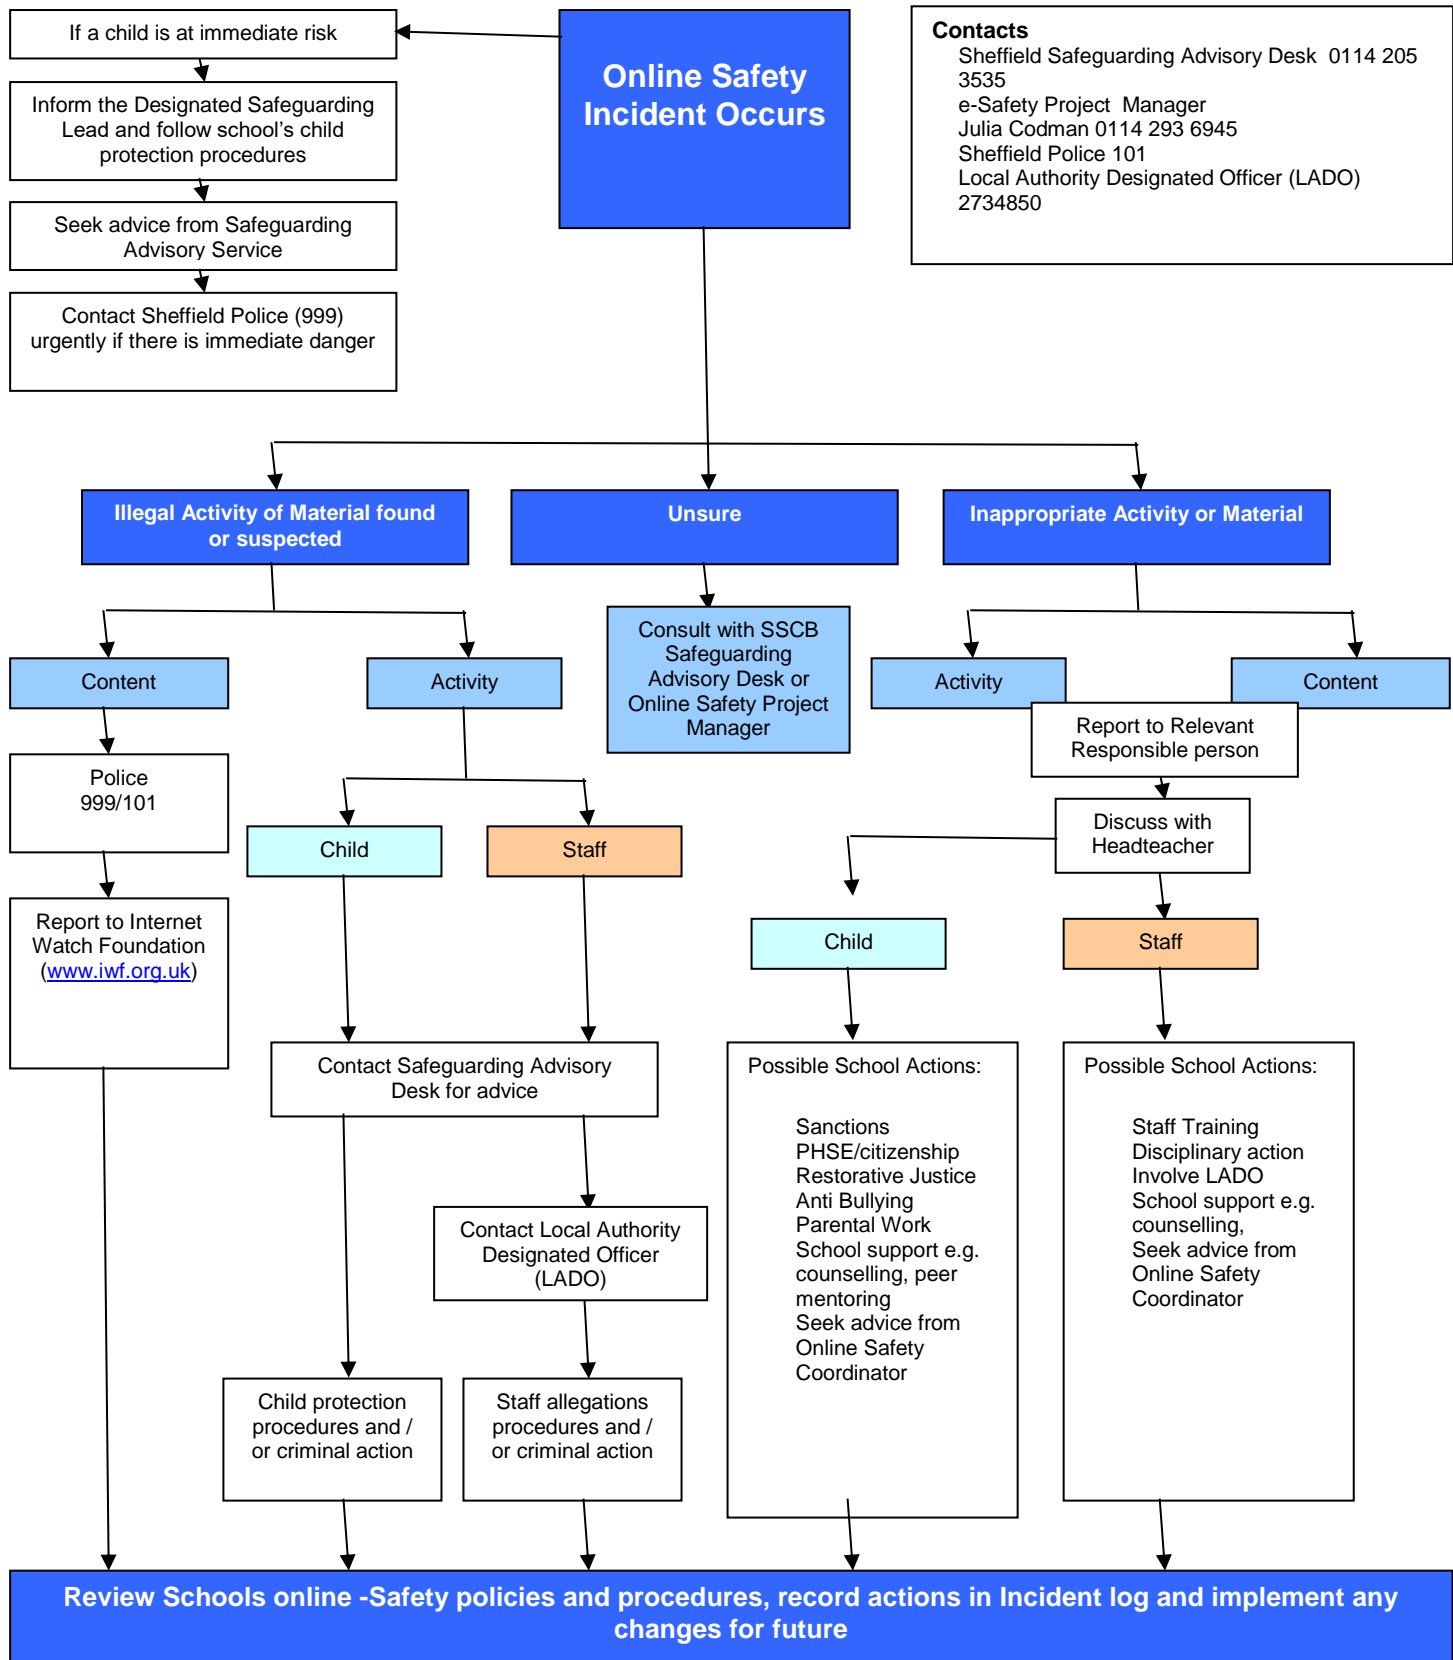 If a child is at immediate risk
Inform the Designated Safeguarding
Lead and follow school's child
protection procedures
Seek advice from Safeguarding
Advisory Service
Contact Sheffield Police (999)
urgently if there is immediate danger
Online Safety
Incident Occurs
Contacts
Sheffield Safeguarding Advisory Desk 0114 205
3535
e-Safety Project Manager
Julia Codman 0114 293 6945
Sheffield Police 101
Local Authority Designated Officer (LADO)
2734850
Illegal Activity of Material found
or suspected
Unsure
Inappropriate Activity or Material
Content
Activity
Consult with SSCB
Safeguarding
Advisory Desk or
Online Safety Project
Manager
Activity
Content
Report to Relevant
Responsible person
Police
999/101
Discuss with
Headteacher
Child
Staff
Report to Internet
Watch Foundation
(www.iwf.org.uk)
Child
Staff
Contact Safeguarding Advisory
Desk for advice
Contact Local Authority
Designated Officer
(LADO)
Child protection
procedures and /
or criminal action
Staff allegations
procedures and /
or criminal action
Possible School Actions:
Sanctions
PHSE/citizenship
Restorative Justice
Anti Bullying
Parental Work
School support e.g.
counselling, peer
mentoring
Seek advice from
Online Safety
Coordinator
Possible School Actions:
Staff Training
Disciplinary action
Involve LADO
School support e.g.
counselling,
Seek advice from
Online Safety
Coordinator
Review Schools online -Safety policies and procedures, record actions in Incident log and implement any
changes for future